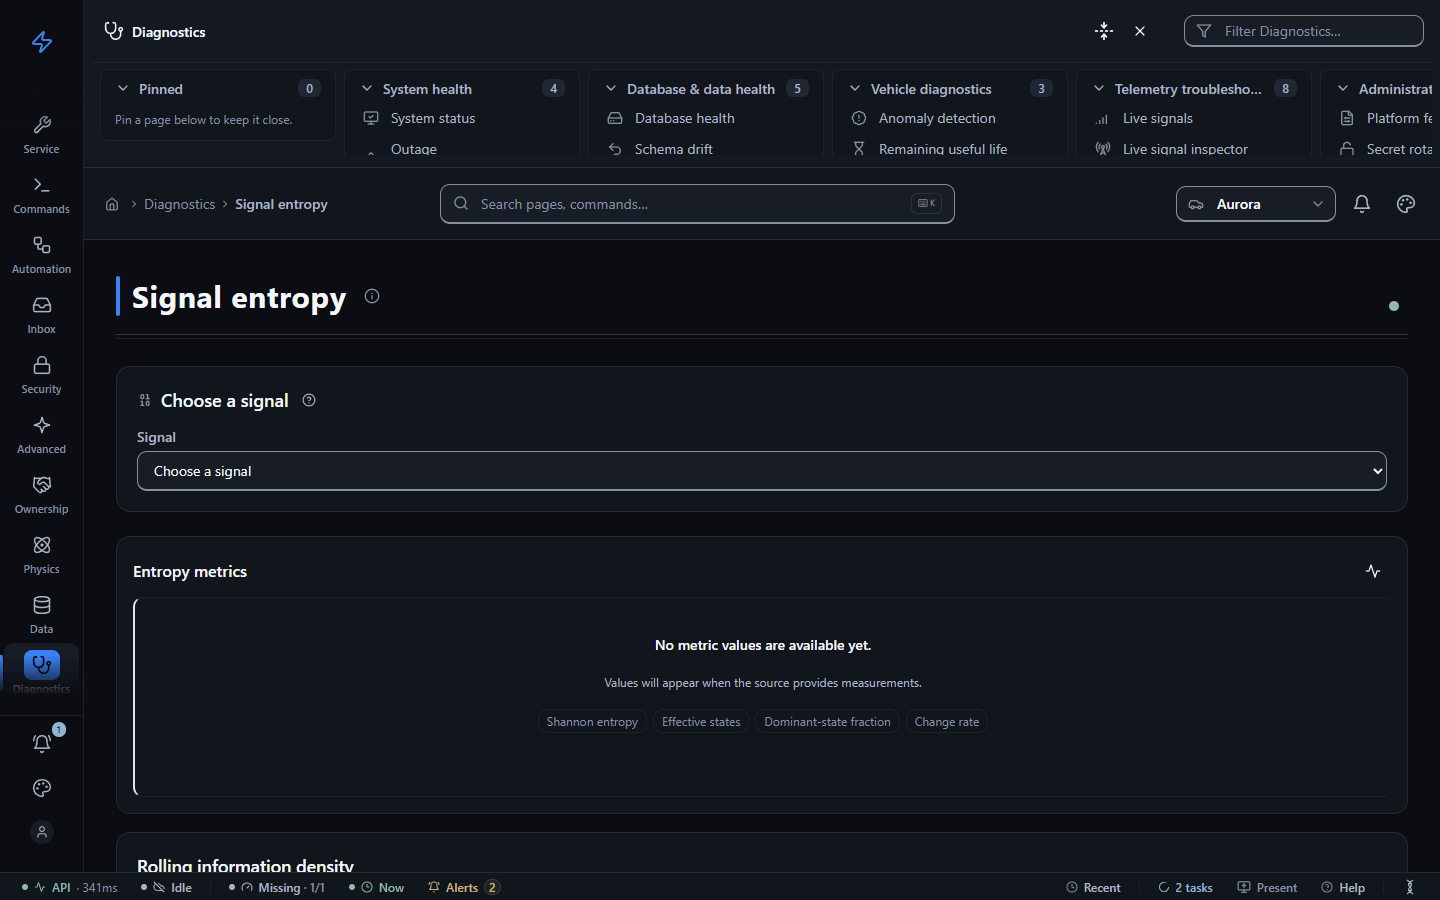 Diagnostics
Filter Diagnostics...
Pinned 0
Pin a page below to keep it close.
System health 4
System status
Outage
Database & data health 5
Database health
Schema drift
Vehicle diagnostics 3
Anomaly detection
Remaining useful life
Telemetry troublesho... 8
Live signals
Live signal inspector
Administrat
Platform fe
Secret rota
Diagnostics
Signal entropy
Search pages, commands...
K
Aurora
Service
Commands
Automation
Inbox
Security
Advanced
Ownership
Physics
Data
Diagnostics
1
Signal entropy
Choose a signal
Signal
Choose a signal
Entropy metrics
No metric values are available yet.
Values will appear when the source provides measurements.
Shannon entropy
Effective states
Dominant-state fraction
Change rate
Rolling information density
API · 341ms
Idle
Missing · 1/1
Now
Alerts 2
Recent
2 tasks
Present
Help